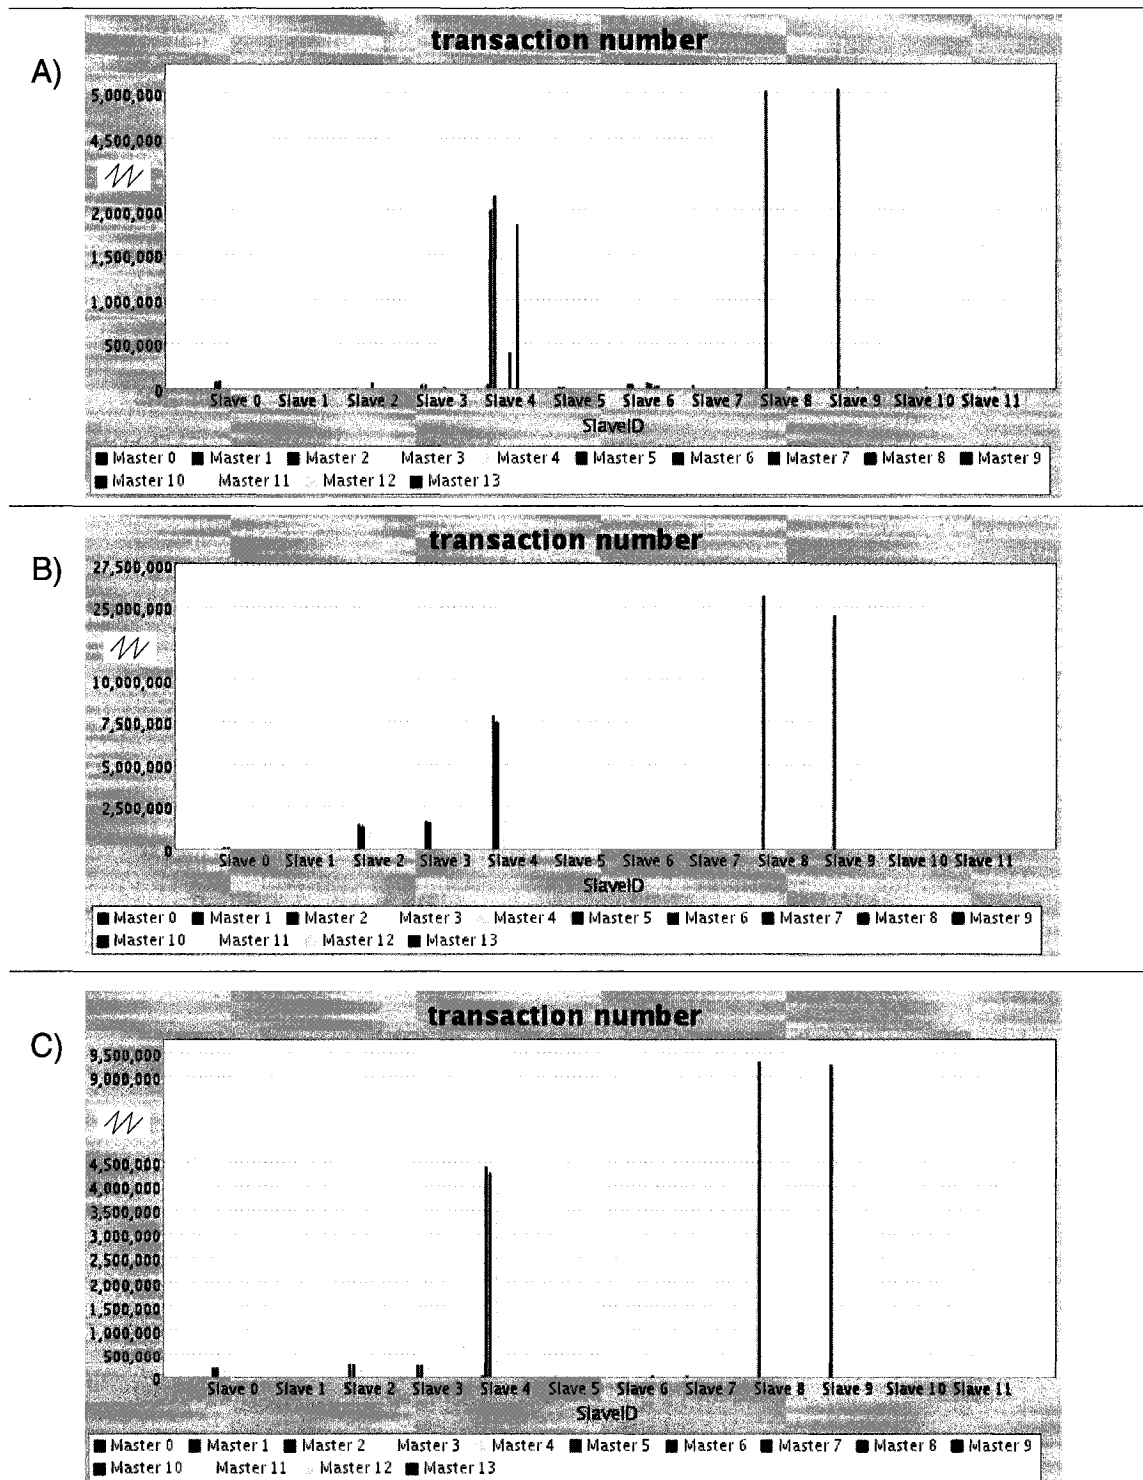 A)
transaction number
5,000,000
4,500,000
2,000,000
1,500,000
1,000,000
500,000
0
Slave 0 Slave 1 Slave 2 Slave 3 Slave 4 Slave 5 Slave 6 Slave 7 Slave 8 Slave 9 Slave 10 Slave 11
SlaveID
Master 0 Master 1 Master 2 Master 3 Master 4 Master 5 Master 6 Master 7 Master 8 Master 9
Master 10 Master 11 Master 12 Master 13
B)
transaction number
27,500,000
25,000,000
10,000,000
7,500,000
5,000,000
2,500,000
0
Slave 0 Slave 1 Slave 2 Slave 3 Slave 4 Slave 5 Slave 6 Slave 7 Slave 8 Slave 9 Slave 10 Slave 11
SlaveID
Master 0 Master 1 Master 2 Master 3 Master 4 Master 5 Master 6 Master 7 Master 8 Master 9
Master 10 Master 11 Master 12 Master 13
C)
transaction number
9,500,000
9,000,000
4,500,000
4,000,000
3,500,000
3,000,000
2,500,000
2,000,000
1,500,000
1,000,000
500,000
0
Slave 0 Slave 1 Slave 2 Slave 3 Slave 4 Slave 5 Slave 6 Slave 7 Slave 8 Slave 9 Slave 10 Slave 11
SlaveID
Master 0 Master 1 Master 2 Master 3 Master 4 Master 5 Master 6 Master 7 Master 8 Master 9
Master 10 Master 11 Master 12 Master 13